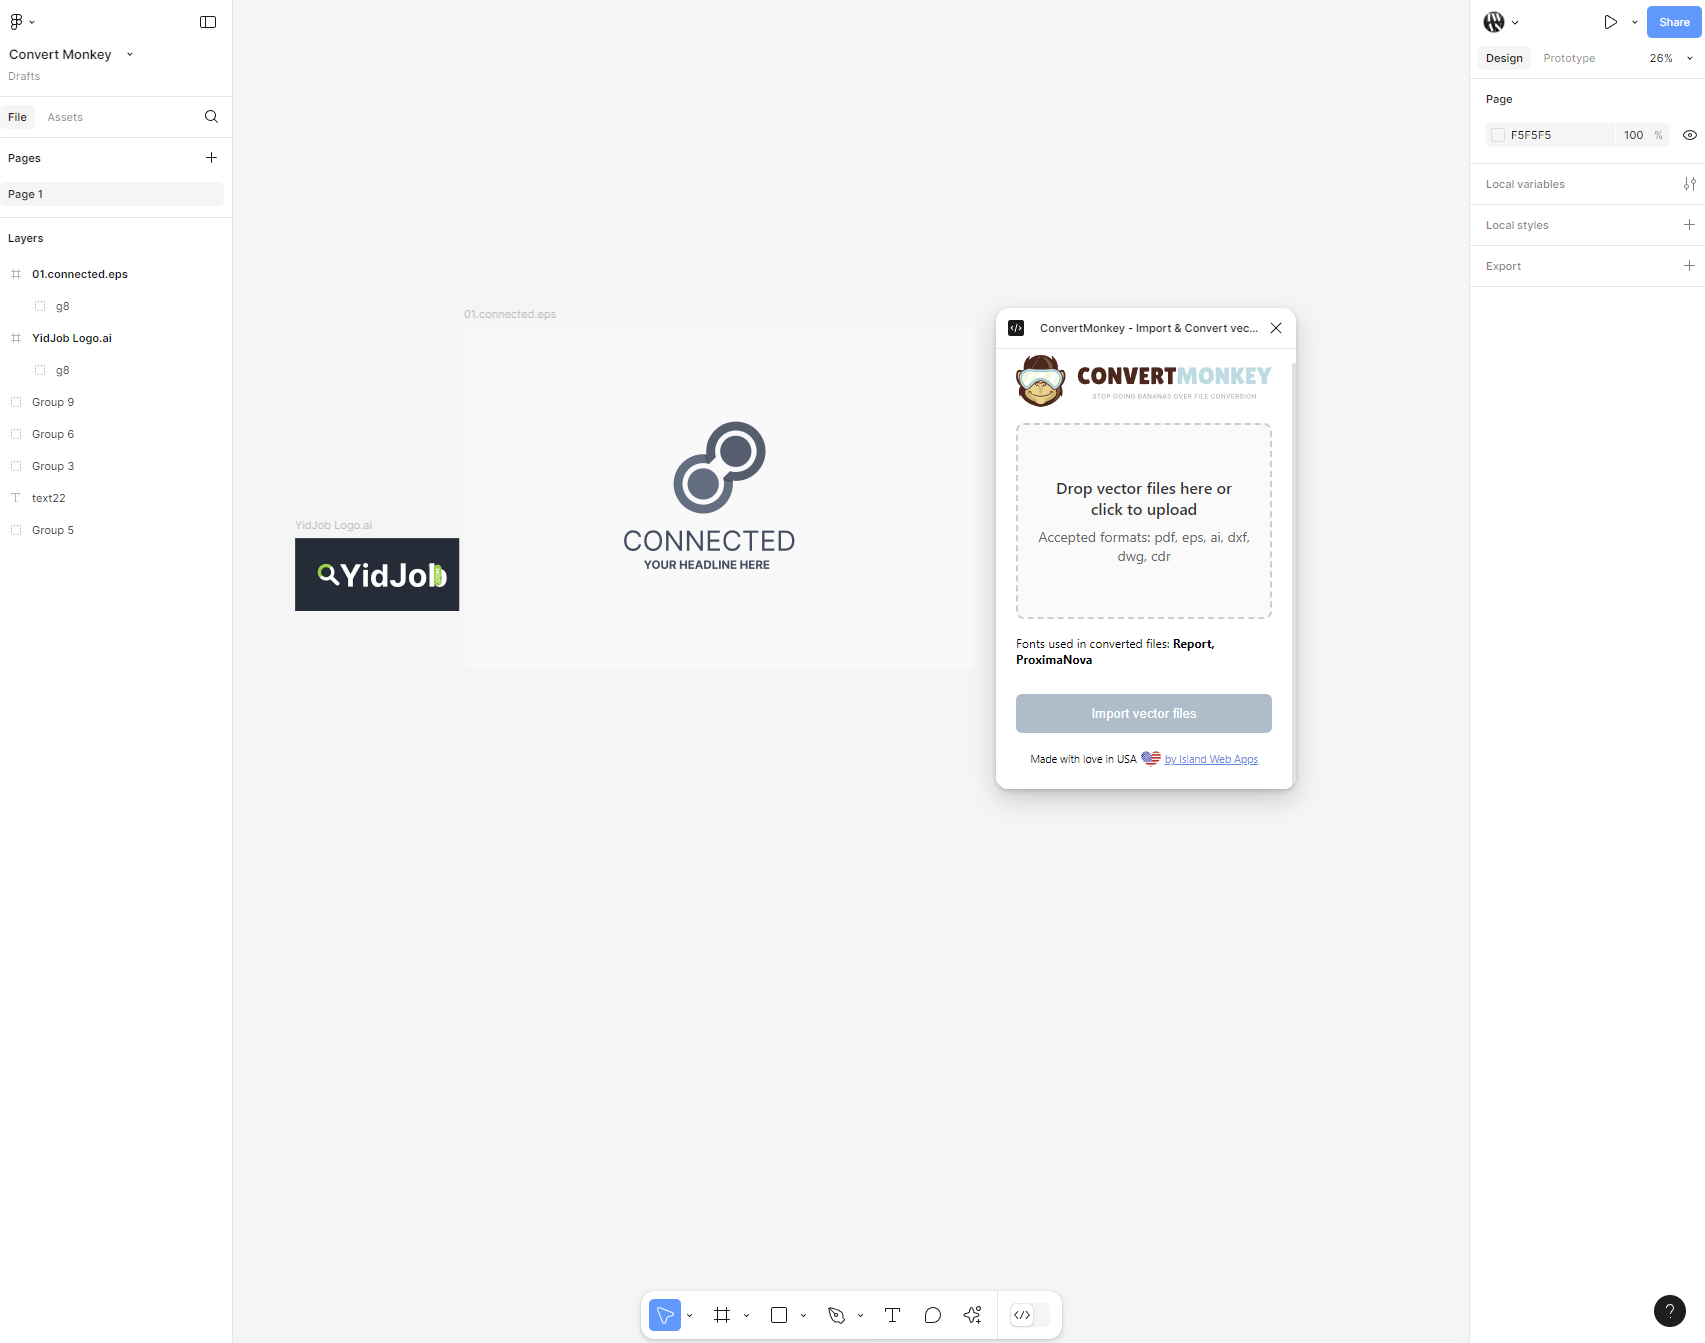 Convert Monkey
Drafts
File
Assets
Pages
Page 1
Layers
01.connected.eps
g8
YidJob Logo.ai
g8
Group 9
Group 6
Group 3
text22
Group 5
YidJob Logo.ai
YidJob
.COM
01.connected.eps
CONNECTED
YOUR HEADLINE HERE
ConvertMonkey - Import & Convert vec...
CONVERTMONKEY
STOP GOING BANANAS OVER FILE CONVERSION
Drop vector files here or
click to upload
Accepted formats: pdf, eps, ai, dxf,
dwg, cdr
Fonts used in converted files: Report,
ProximaNova
Import vector files
Made with love in USA by Island Web Apps
Share
Design
Prototype
26%
Page
F5F5F5
100 %
Local variables
Local styles
Export
?